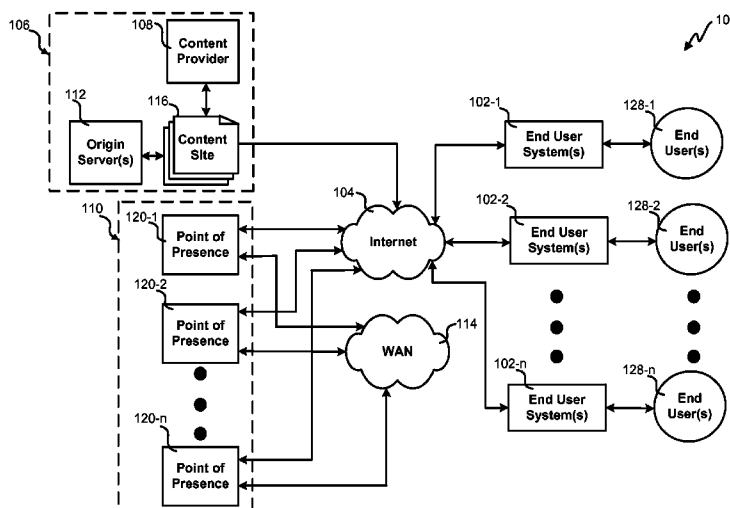 106
108
Content
Provider
10
112
116
Origin
Server(s)
Content
Site
102-1
End User
System(s)
128-1
End
User(s)
104
Internet
102-2
End User
System(s)
128-2
End
User(s)
110
120-1
Point of
Presence
120-2
Point of
Presence
WAN
114
102-n
End User
System(s)
128-n
End
User(s)
120-n
Point of
Presence